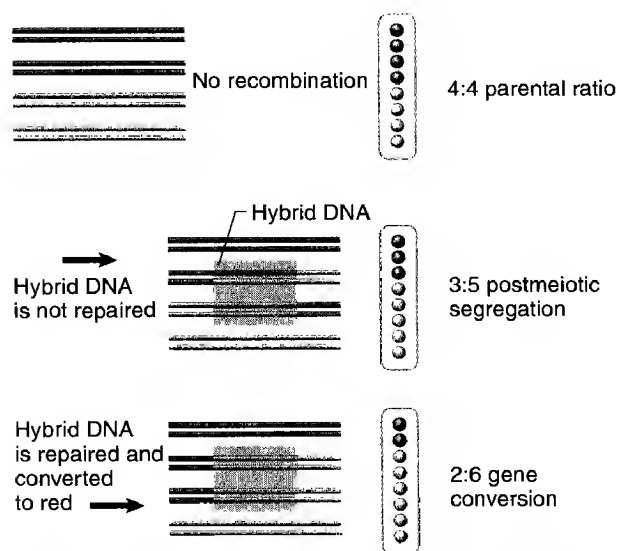 No recombination
4:4 parental ratio
Hybrid DNA
Hybrid DNA
is not repaired
3:5 postmeiotic
segregation
Hybrid DNA
is repaired and
converted
to red
2:6 gene
conversion